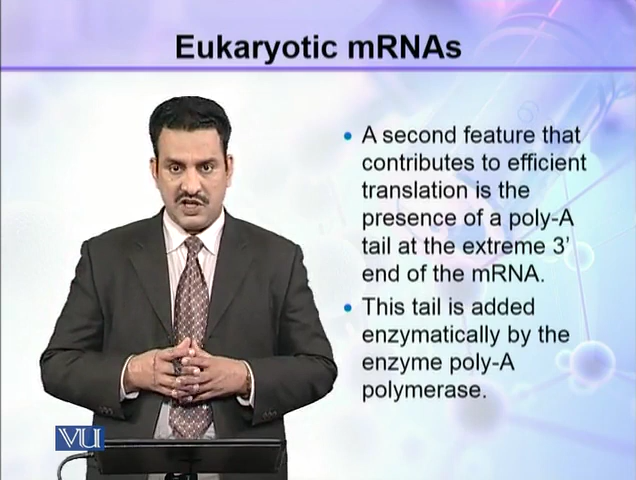 Eukaryotic mRNAs
• A second feature that
contributes to efficient
translation is the
presence of a poly-A
tail at the extreme 3’
end of the mRNA.
• This tail is added
enzymatically by the
enzyme poly-A
polymerase.
VU